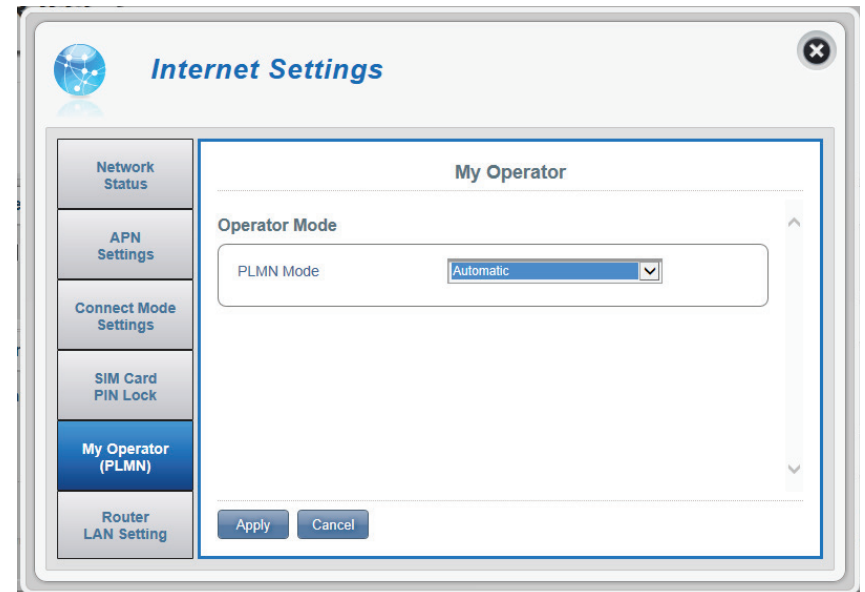 Internet Settings
Network
Status
APN
Settings
Connect Mode
Settings
SIM Card
PIN Lock
My Operator
(PLMN)
Router
LAN Setting
My Operator
Operator Mode
PLMN Mode
Automatic
Apply
Cancel